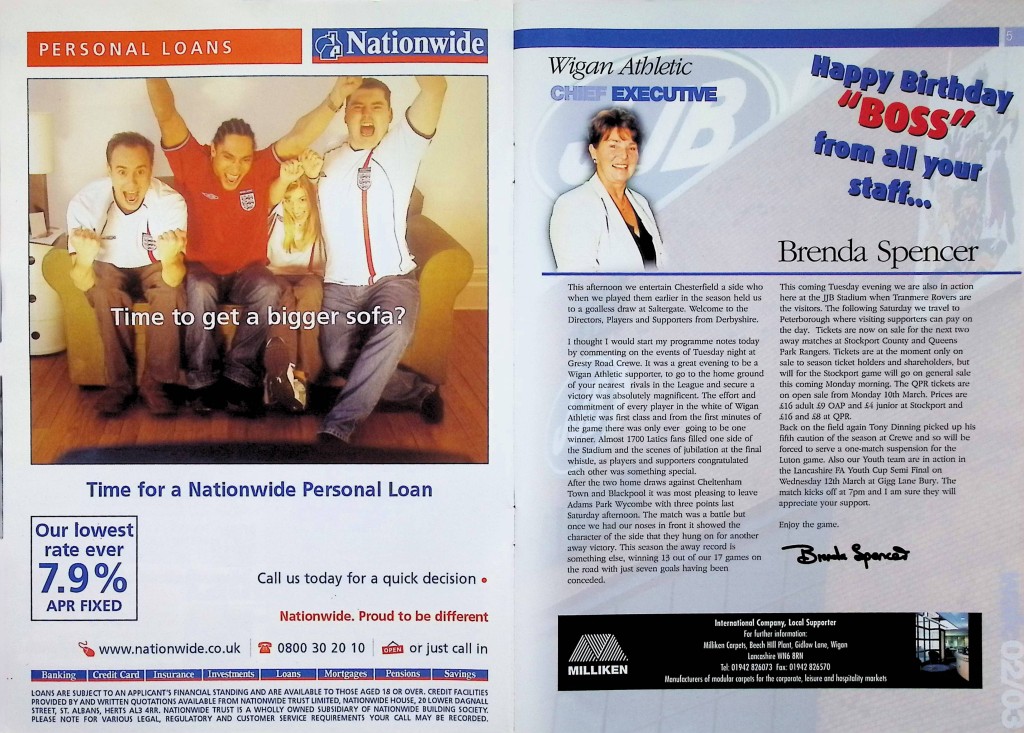 PERSONAL LOANS
Nationwide
Time to get a bigger sofa?
Time for a Nationwide Personal Loan
Our lowest
rate ever
7.9%
APR FIXED
Call us today for a quick decision •
Nationwide. Proud to be different
www.nationwide.co.uk
0800 30 20 10
OPEN
or just call in
Banking Credit Card Insurance Investments Loans Mortgages Pensions Savings
LOANS ARE SUBJECT TO AN APPLICANT'S FINANCIAL STANDING AND ARE AVAILABLE TO THOSE AGED 18 OR OVER. CREDIT FACILITIES
PROVIDED BY AND WRITTEN QUOTATIONS AVAILABLE FROM NATIONWIDE TRUST LIMITED, NATIONWIDE HOUSE, 20 LOWER DAGNALL
STREET, ST. ALBANS, HERTS AL3 4RR. NATIONWIDE TRUST IS A WHOLLY OWNED SUBSIDIARY OF NATIONWIDE BUILDING SOCIETY.
PLEASE NOTE FOR VARIOUS LEGAL, REGULATORY AND CUSTOMER SERVICE REQUIREMENTS YOUR CALL MAY BE RECORDED.
5
Wigan Athletic
CHIEF EXECUTIVE
JJB
Happy Birthday
"BOSS"
from all your
staff...
Brenda Spencer
This afternoon we entertain Chesterfield a side who
when we played them earlier in the season held us
to a goalless draw at Saltergate. Welcome to the
Directors, Players and Supporters from Derbyshire.
I thought I would start my programme notes today
by commenting on the events of Tuesday night at
Gresty Road Crewe. It was a great evening to be a
Wigan Athletic supporter, to go to the home ground
of your nearest rivals in the League and secure a
victory was absolutely magnificent. The effort and
commitment of every player in the white of Wigan
Athletic was first class and from the first minutes of
the game there was only ever going to be one
winner. Almost 1700 Latics fans filled one side of
the Stadium and the scenes of jubilation at the final
whistle, as players and supporters congratulated
each other was something special.
After the two home draws against Cheltenham
Town and Blackpool it was most pleasing to leave
Adams Park Wycombe with three points last
Saturday afternoon. The match was a battle but
once we had our noses in front it showed the
character of the side that they hung on for another
away victory. This season the away record is
something else, winning 13 out of our 17 games on
the road with just seven goals having been
conceded.
This coming Tuesday evening we are also in action
here at the JJB Stadium when Tranmere Rovers are
the visitors. The following Saturday we travel to
Peterborough where visiting supporters can pay on
the day. Tickets are now on sale for the next two
away matches at Stockport County and Queens
Park Rangers. Tickets are at the moment only on
sale to season ticket holders and shareholders, but
will for the Stockport game will go on general sale
this coming Monday morning. The QPR tickets are
on open sale from Monday 10th March. Prices are
£16 adult £9 OAP and £4 junior at Stockport and
£16 and £8 at QPR.
Back on the field again Tony Dinning picked up his
fifth caution of the season at Crewe and so will be
forced to serve a one-match suspension for the
Luton game. Also our Youth team are in action in
the Lancashire FA Youth Cup Semi Final on
Wednesday 12th March at Gigg Lane Bury. The
match kicks off at 7pm and I am sure they will
appreciate your support.
Enjoy the game.
Brenda Spencer
MILLIKEN
International Company, Local Supporter
For further information:
Milliken Carpets, Beech Hill Plant, Gidlow Lane, Wigan
Lancashire WN6 8RN
Tel: 01942 826073 Fax: 01942 826570
Manufacturers of modular carpets for the corporate, leisure and hospitality markets
02/03